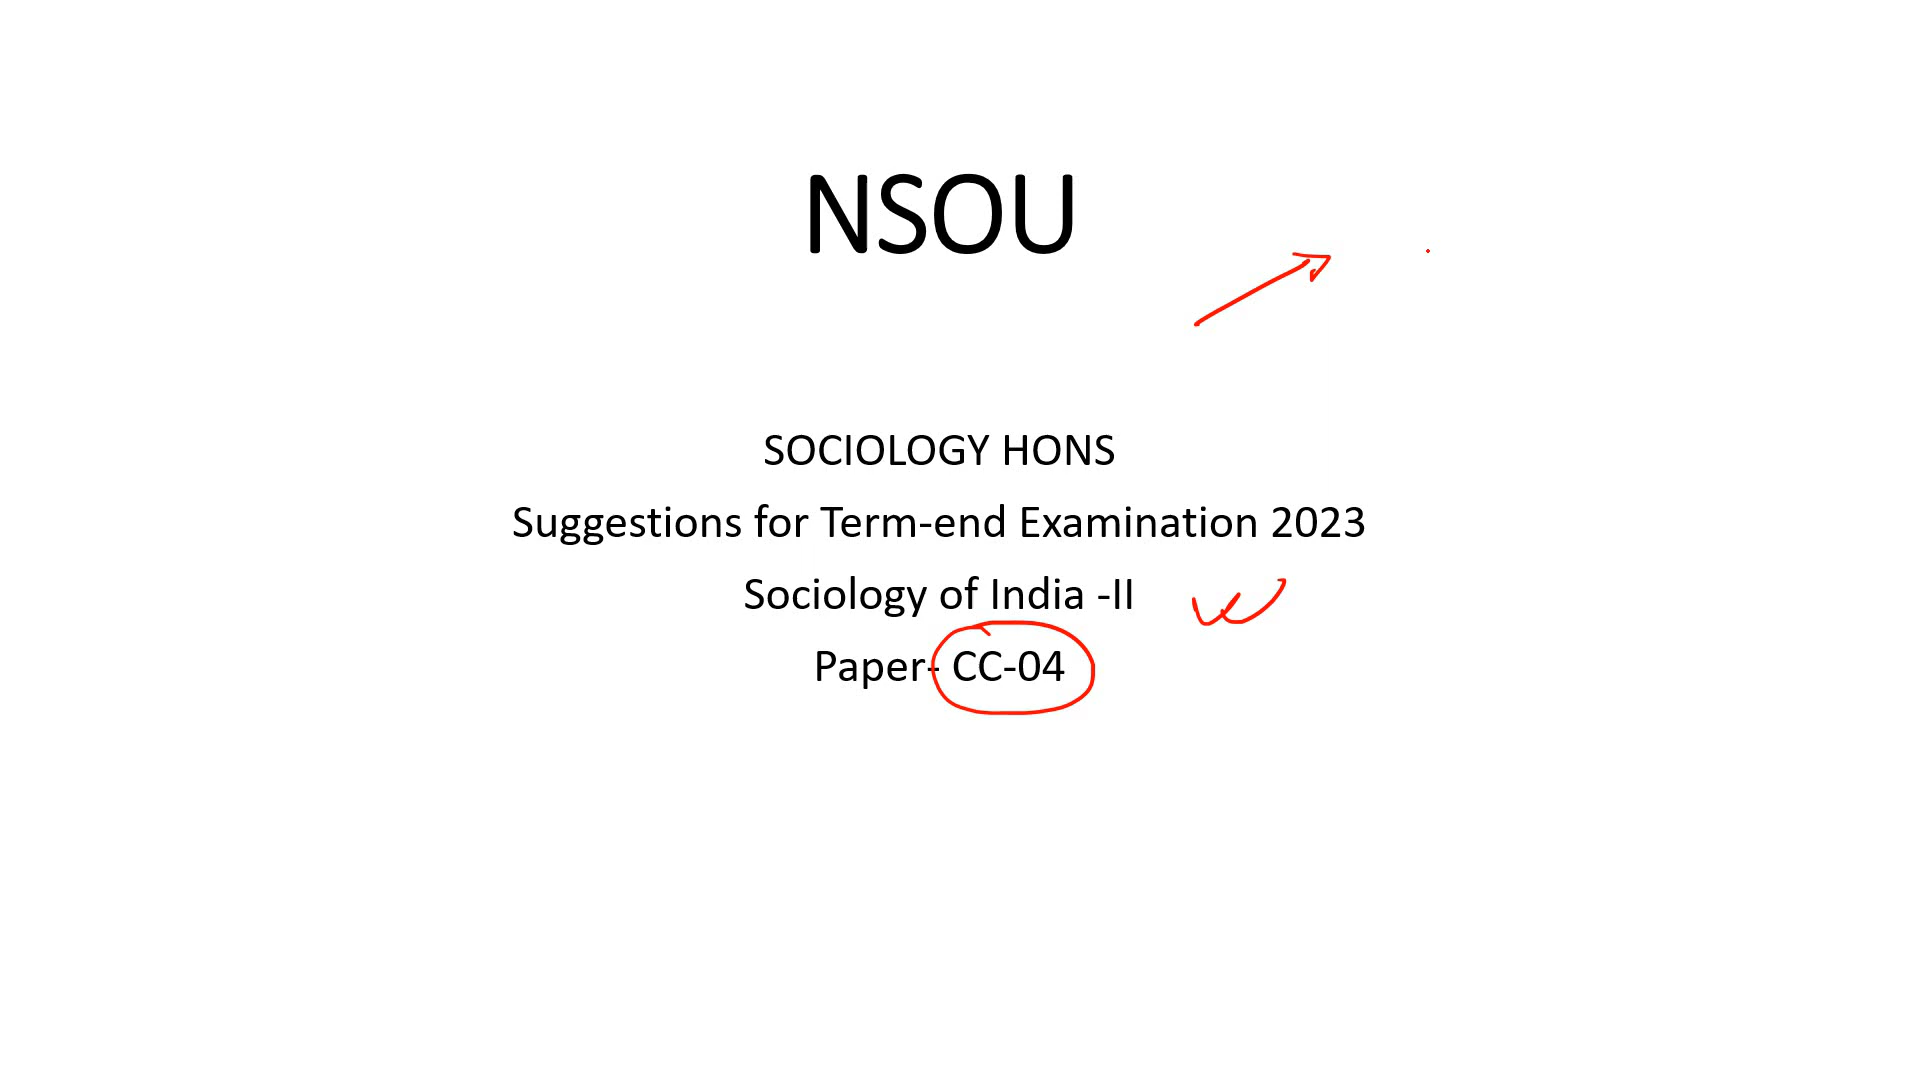 NSOU
SOCIOLOGY HONS
Suggestions for Term-end Examination 2023
Sociology of India -II
Paper- CC-04